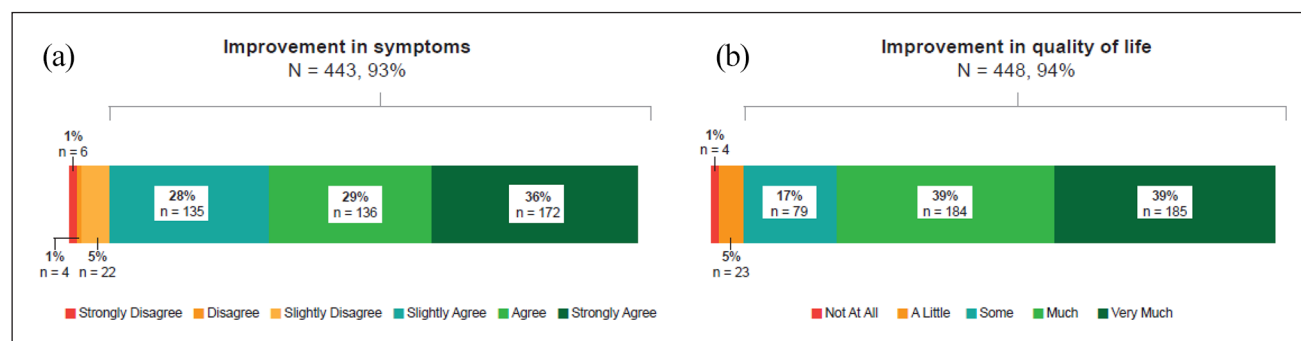 (a)
Improvement in symptoms
N = 443, 93%
1%
n = 6
28%
n = 135
29%
n = 136
36%
n = 172
1%
n = 4
5%
n = 22
Strongly Disagree
Disagree
Slightly Disagree
Slightly Agree
Agree
Strongly Agree
(b)
Improvement in quality of life
N = 448, 94%
1%
n = 4
17%
n = 79
39%
n = 184
39%
n = 185
5%
n = 23
Not At All
A Little
Some
Much
Very Much